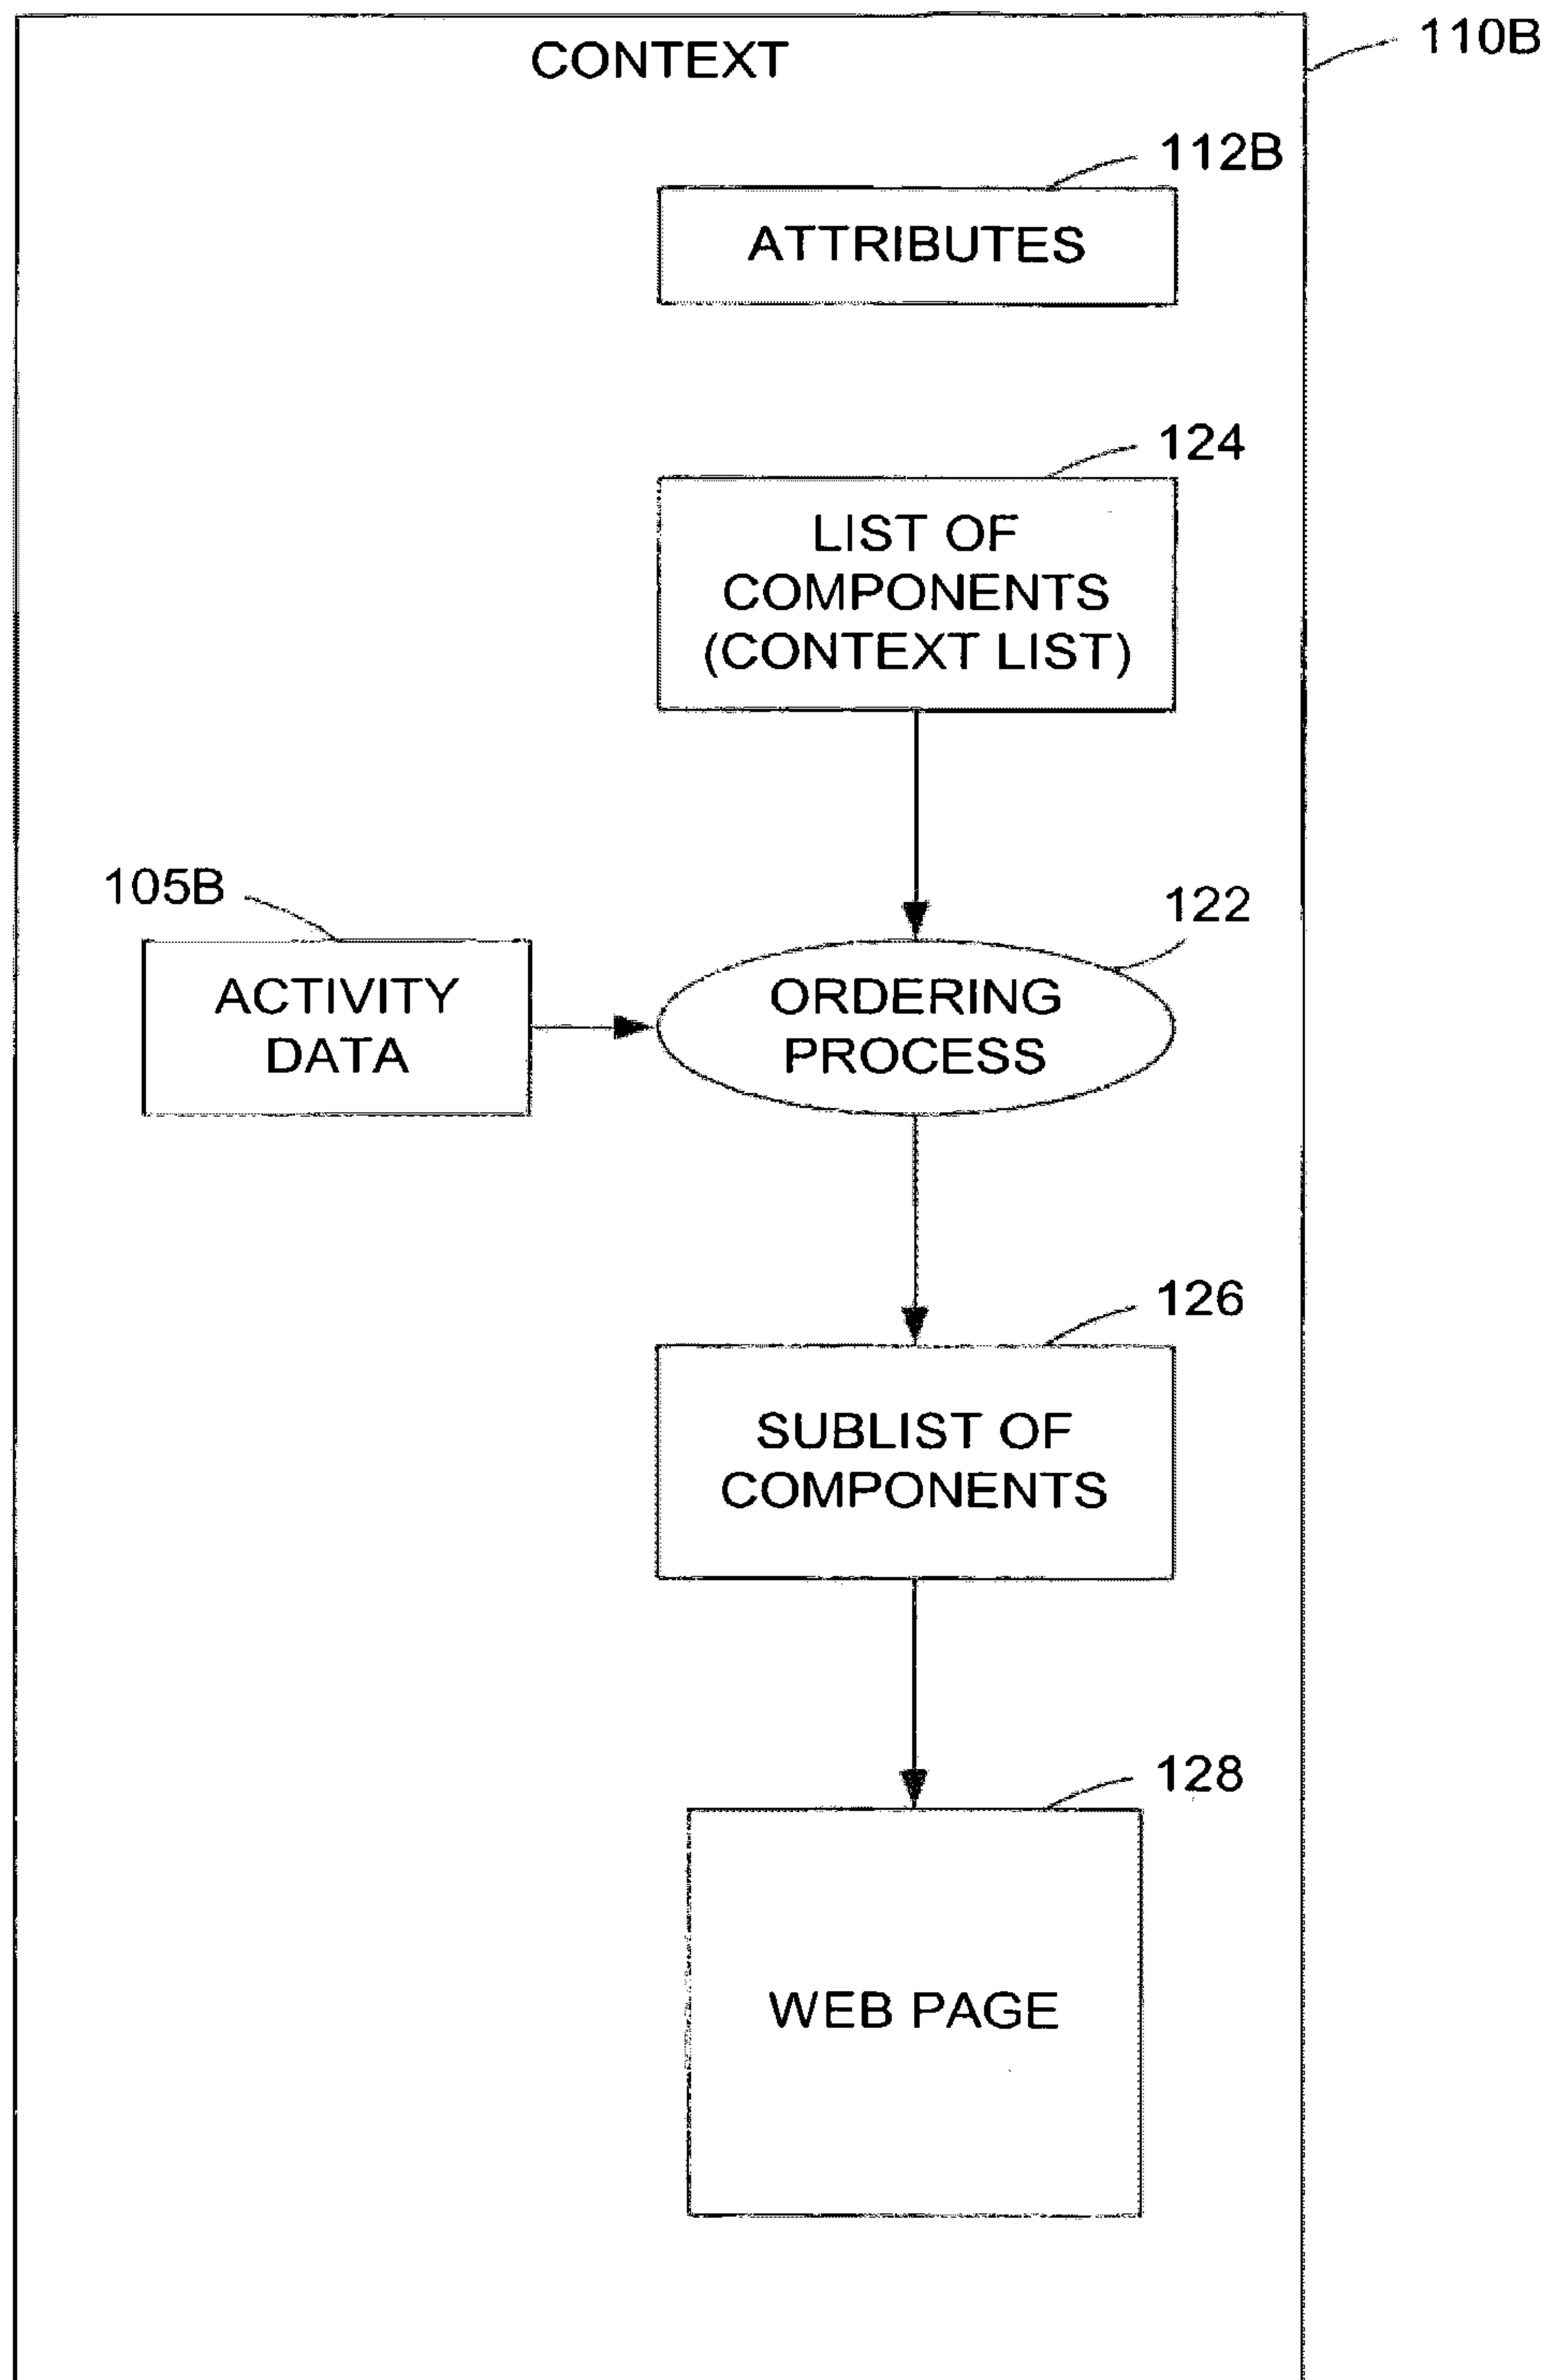 CONTEXT
110B
112B
ATTRIBUTES
124
LIST OF
COMPONENTS
(CONTEXT LIST)
105B
122
ACTIVITY
DATA
ORDERING
PROCESS
126
SUBLIST OF
COMPONENTS
128
WEB PAGE